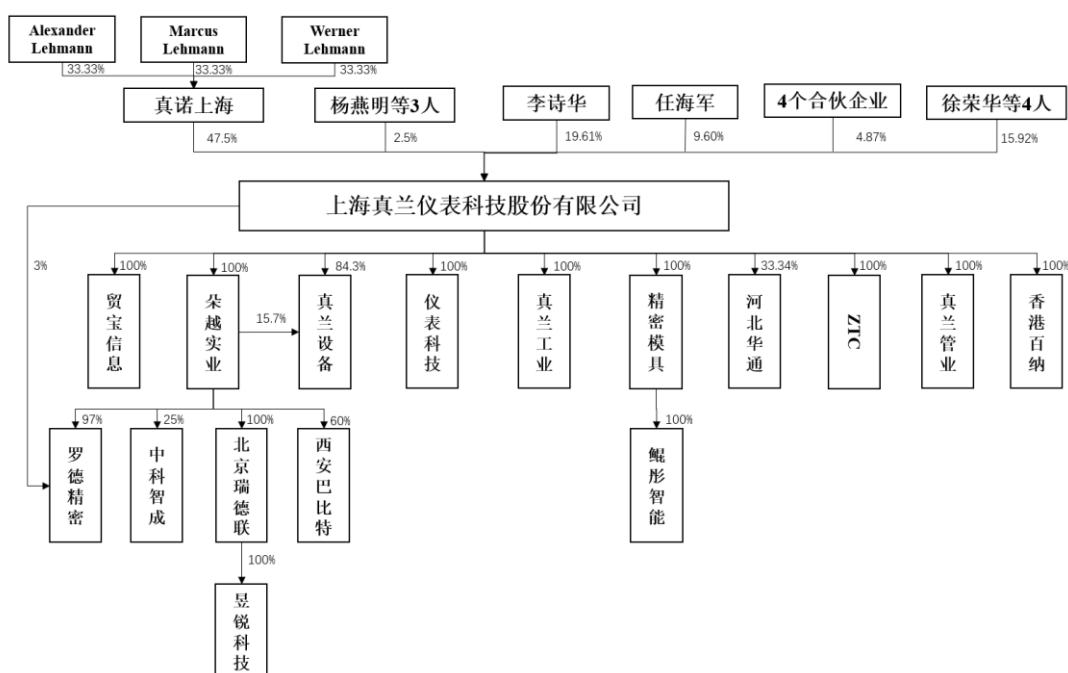 Alexander
Lehmann
Marcus
Lehmann
Werner
Lehmann
33.33%
33.33%
33.33%
真诺上海
杨燕明等3人
李诗华
任海军
4个合伙企业
徐荣华等4人
47.5%
2.5%
19.61%
9.60%
4.87%
15.92%
上海真兰仪表科技股份有限公司
3%
100%
100%
84.3%
100%
100%
100%
33.34%
100%
100%
100%
贸宝信息
朵越实业
15.7%
真兰设备
仪表科技
真兰工业
精密模具
河北华通
ZTC
真兰管业
香港百纳
97%
25%
100%
60%
100%
罗德精密
中科智成
北京瑞德联
西安巴比特
鲲彤智能
100%
昱锐科技